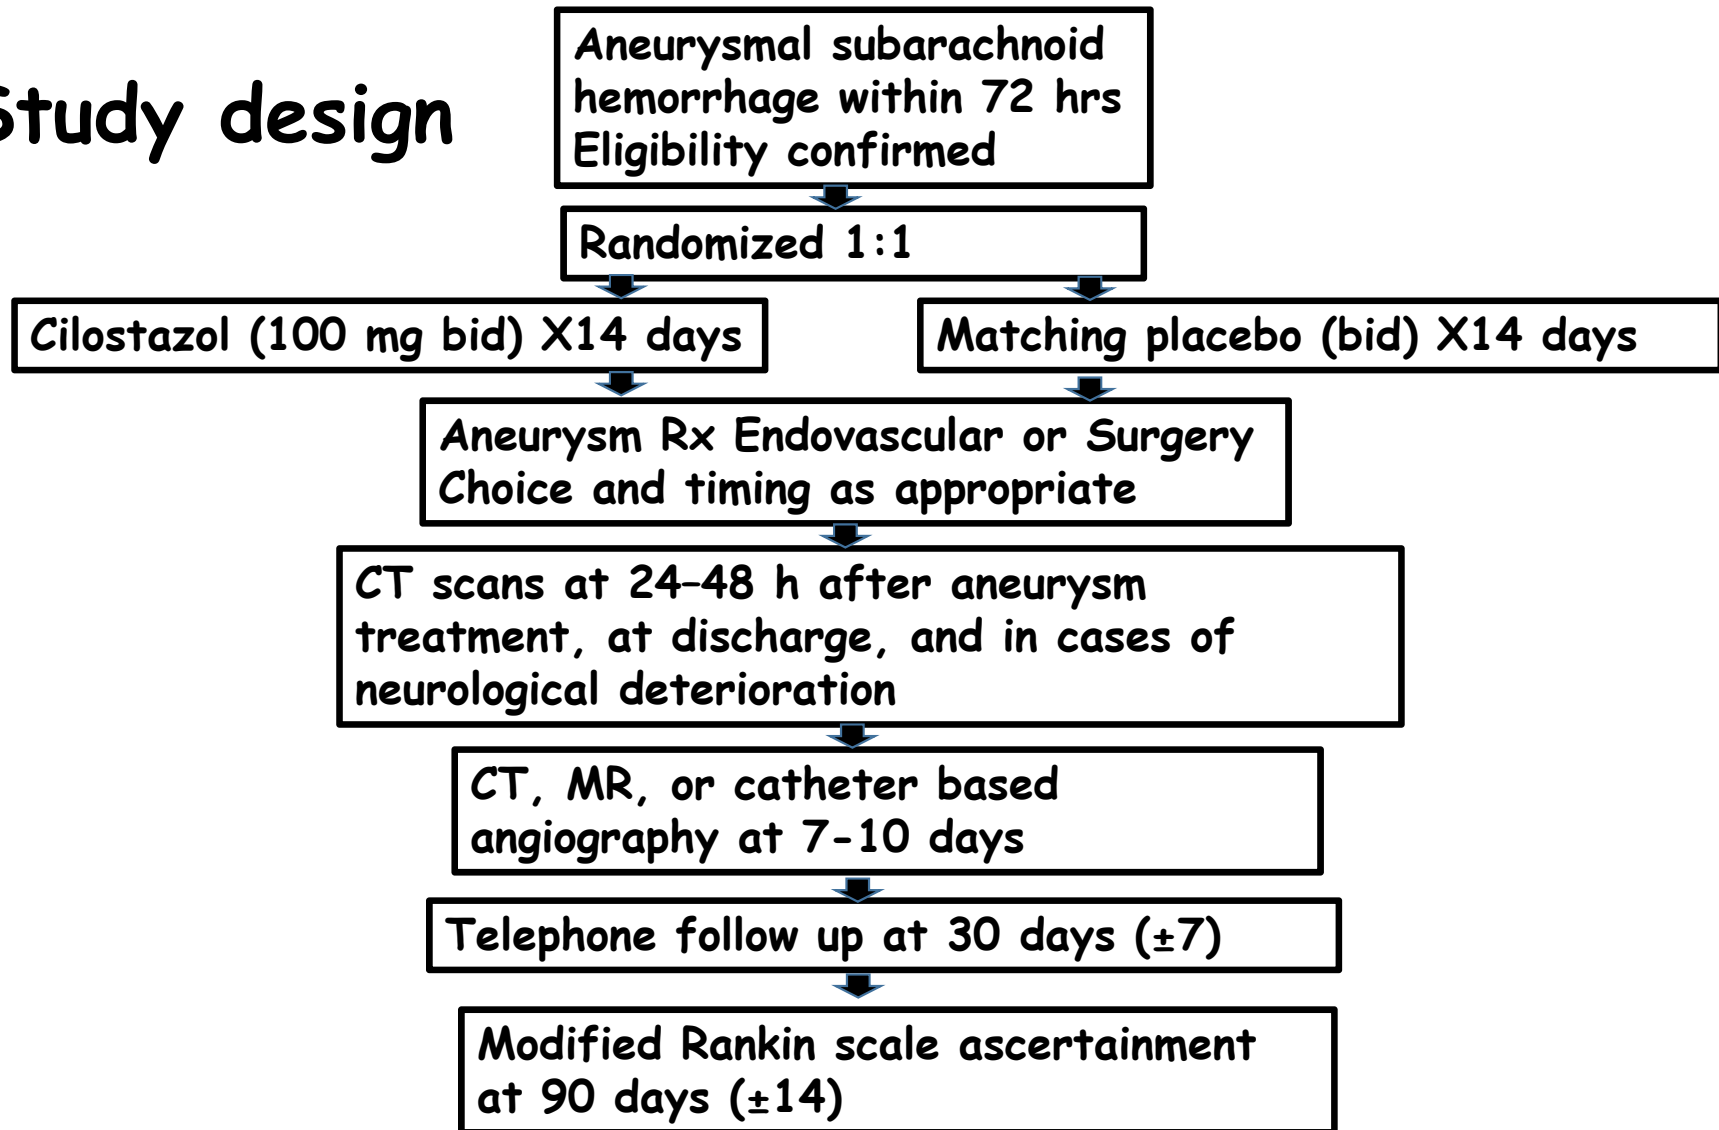 Study design
Aneurysmal subarachnoid
hemorrhage within 72 hrs
Eligibility confirmed
Randomized 1:1
Cilostazol (100 mg bid) X14 days
Matching placebo (bid) X14 days
Aneurysm Rx Endovascular or Surgery
Choice and timing as appropriate
CT scans at 24–48 h after aneurysm
treatment, at discharge, and in cases of
neurological deterioration
CT, MR, or catheter based
angiography at 7-10 days
Telephone follow up at 30 days (±7)
Modified Rankin scale ascertainment
at 90 days (±14)